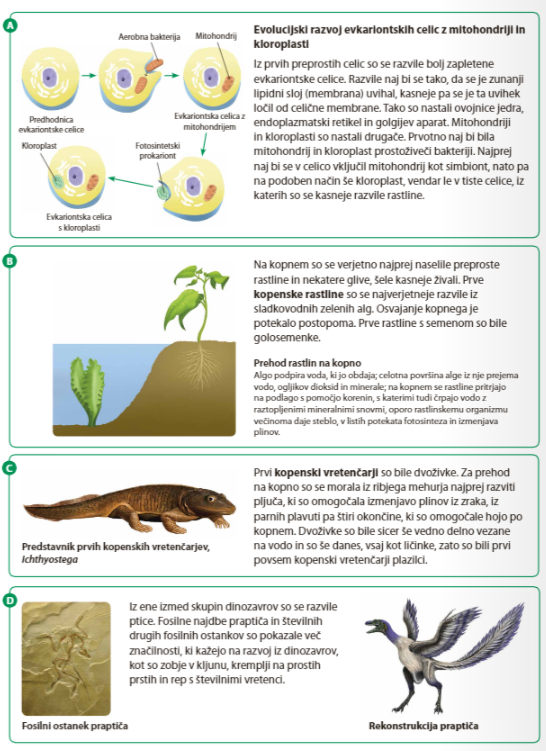 A
Aerobna bakterija
Mitohondrij
Predhodnica
evkariontske celice
Evkariontska celica z
mitohondrijem
Kloroplast
Fotosintetski
prokariont
Evkariontska celica
s kloroplasti
Evolucijski razvoj evkariontskih celic z mitohondriji in
kloroplasti
Iz prvih preprostih celic so se razvile bolj zapletene
evkariontske celice. Razvile naj bi se tako, da se je zunanji
lipidni sloj (membrana) uvihal, kasneje pa se je ta uvihek
ločil od celične membrane. Tako so nastali ovojnice jedra,
endoplazmatski retikel in golgijev aparat. Mitohondriji
in kloroplasti so nastali drugače. Prvotno naj bi bila
mitohondrij in kloroplast prostoživeči bakteriji. Najprej
naj bi se v celico vključil mitohondrij kot simbiont, nato pa
na podoben način še kloroplast, vendar le v tiste celice, iz
katerih so se kasneje razvile rastline.
B
Na kopnem so se verjetno najprej naselile preproste
rastline in nekatere glive, šele kasneje živali. Prve
kopenske rastline so se najverjetneje razvile iz
sladkovodnih zelenih alg. Osvajanje kopnega je
potekalo postopoma. Prve rastline s semenom so bile
golosemenke.
Prehod rastlin na kopno
Algo podpira voda, ki jo obdaja; celotna površina alge iz nje prejema
vodo, ogljikov dioksid in minerale; na kopnem se rastline pritrjajo
na podlago s pomočjo korenin, s katerimi tudi črpajo vodo z
raztopljenimi mineralnimi snovmi, oporo rastlinskemu organizmu
večinoma daje steblo, v listih potekata fotosinteza in izmenjava
plinov.
C
Predstavnik prvih kopenskih vretenčarjev,
Ichthyostega
Prvi kopenski vretenčarji so bile dvoživke. Za prehod
na kopno so se morala iz ribjega mehurja najprej razviti
pljuča, ki so omogočala izmenjavo plinov iz zraka, iz
parnih plavuti pa štiri okončine, ki so omogočale hojo po
kopnem. Dvoživke so bile sicer še vedno delno vezane
na vodo in so še danes, vsaj kot ličinke, zato so bili prvi
povsem kopenski vretenčarji plazilci.
D
Fosilni ostanek praptiča
Iz ene izmed skupin dinozavrov so se razvile
ptice. Fosilne najdbe praptiča in številnih
drugih fosilnih ostankov so pokazale več
značilnosti, ki kažejo na razvoj iz dinozavrov,
kot so zobje v kljunu, kremplji na prostih
prstih in rep s številnimi vretenci.
Rekonstrukcija praptiča